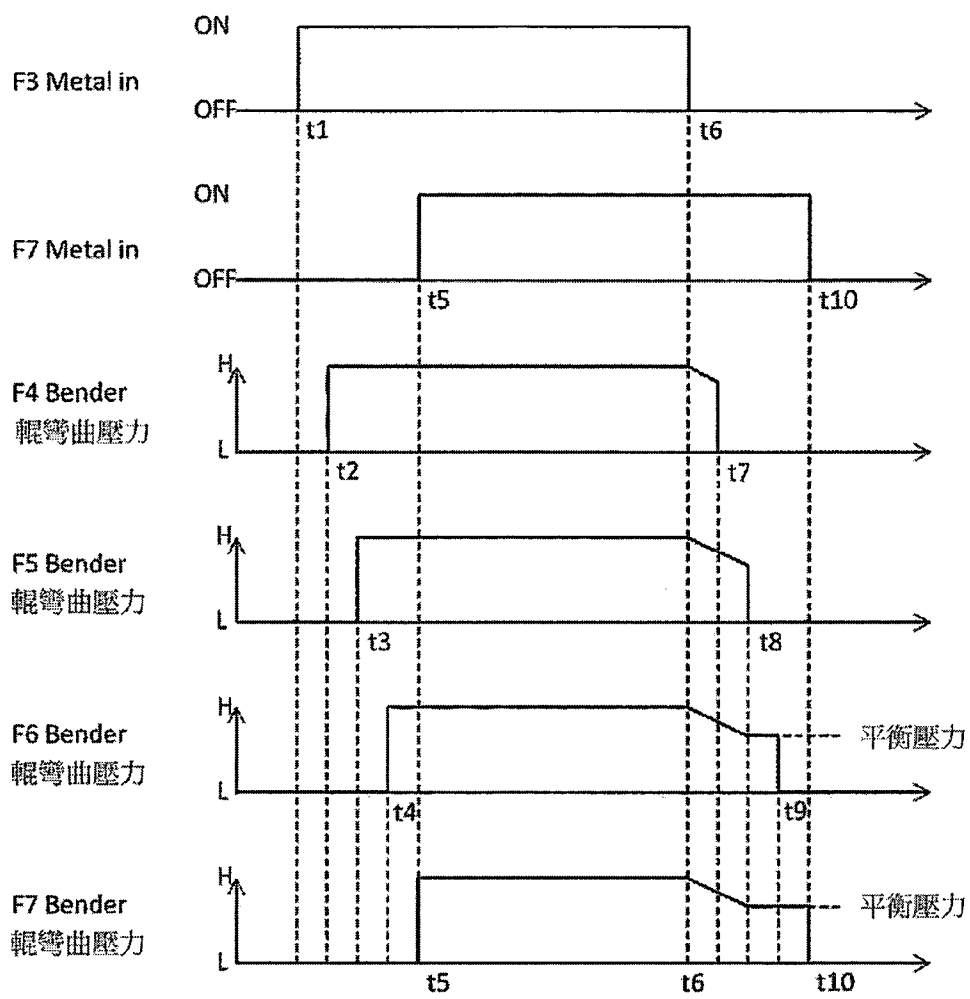 ON
F3 Metal in
OFF
t1
t6
ON
F7 Metal in
OFF
t5
t10
H
F4 Bender
輥彎曲壓力
L
t2
t7
H
F5 Bender
輥彎曲壓力
L
t3
t8
H
F6 Bender
平衡壓力
輥彎曲壓力
L
t4
t9
H
F7 Bender
平衡壓力
輥彎曲壓力
L
t5
t6
t10